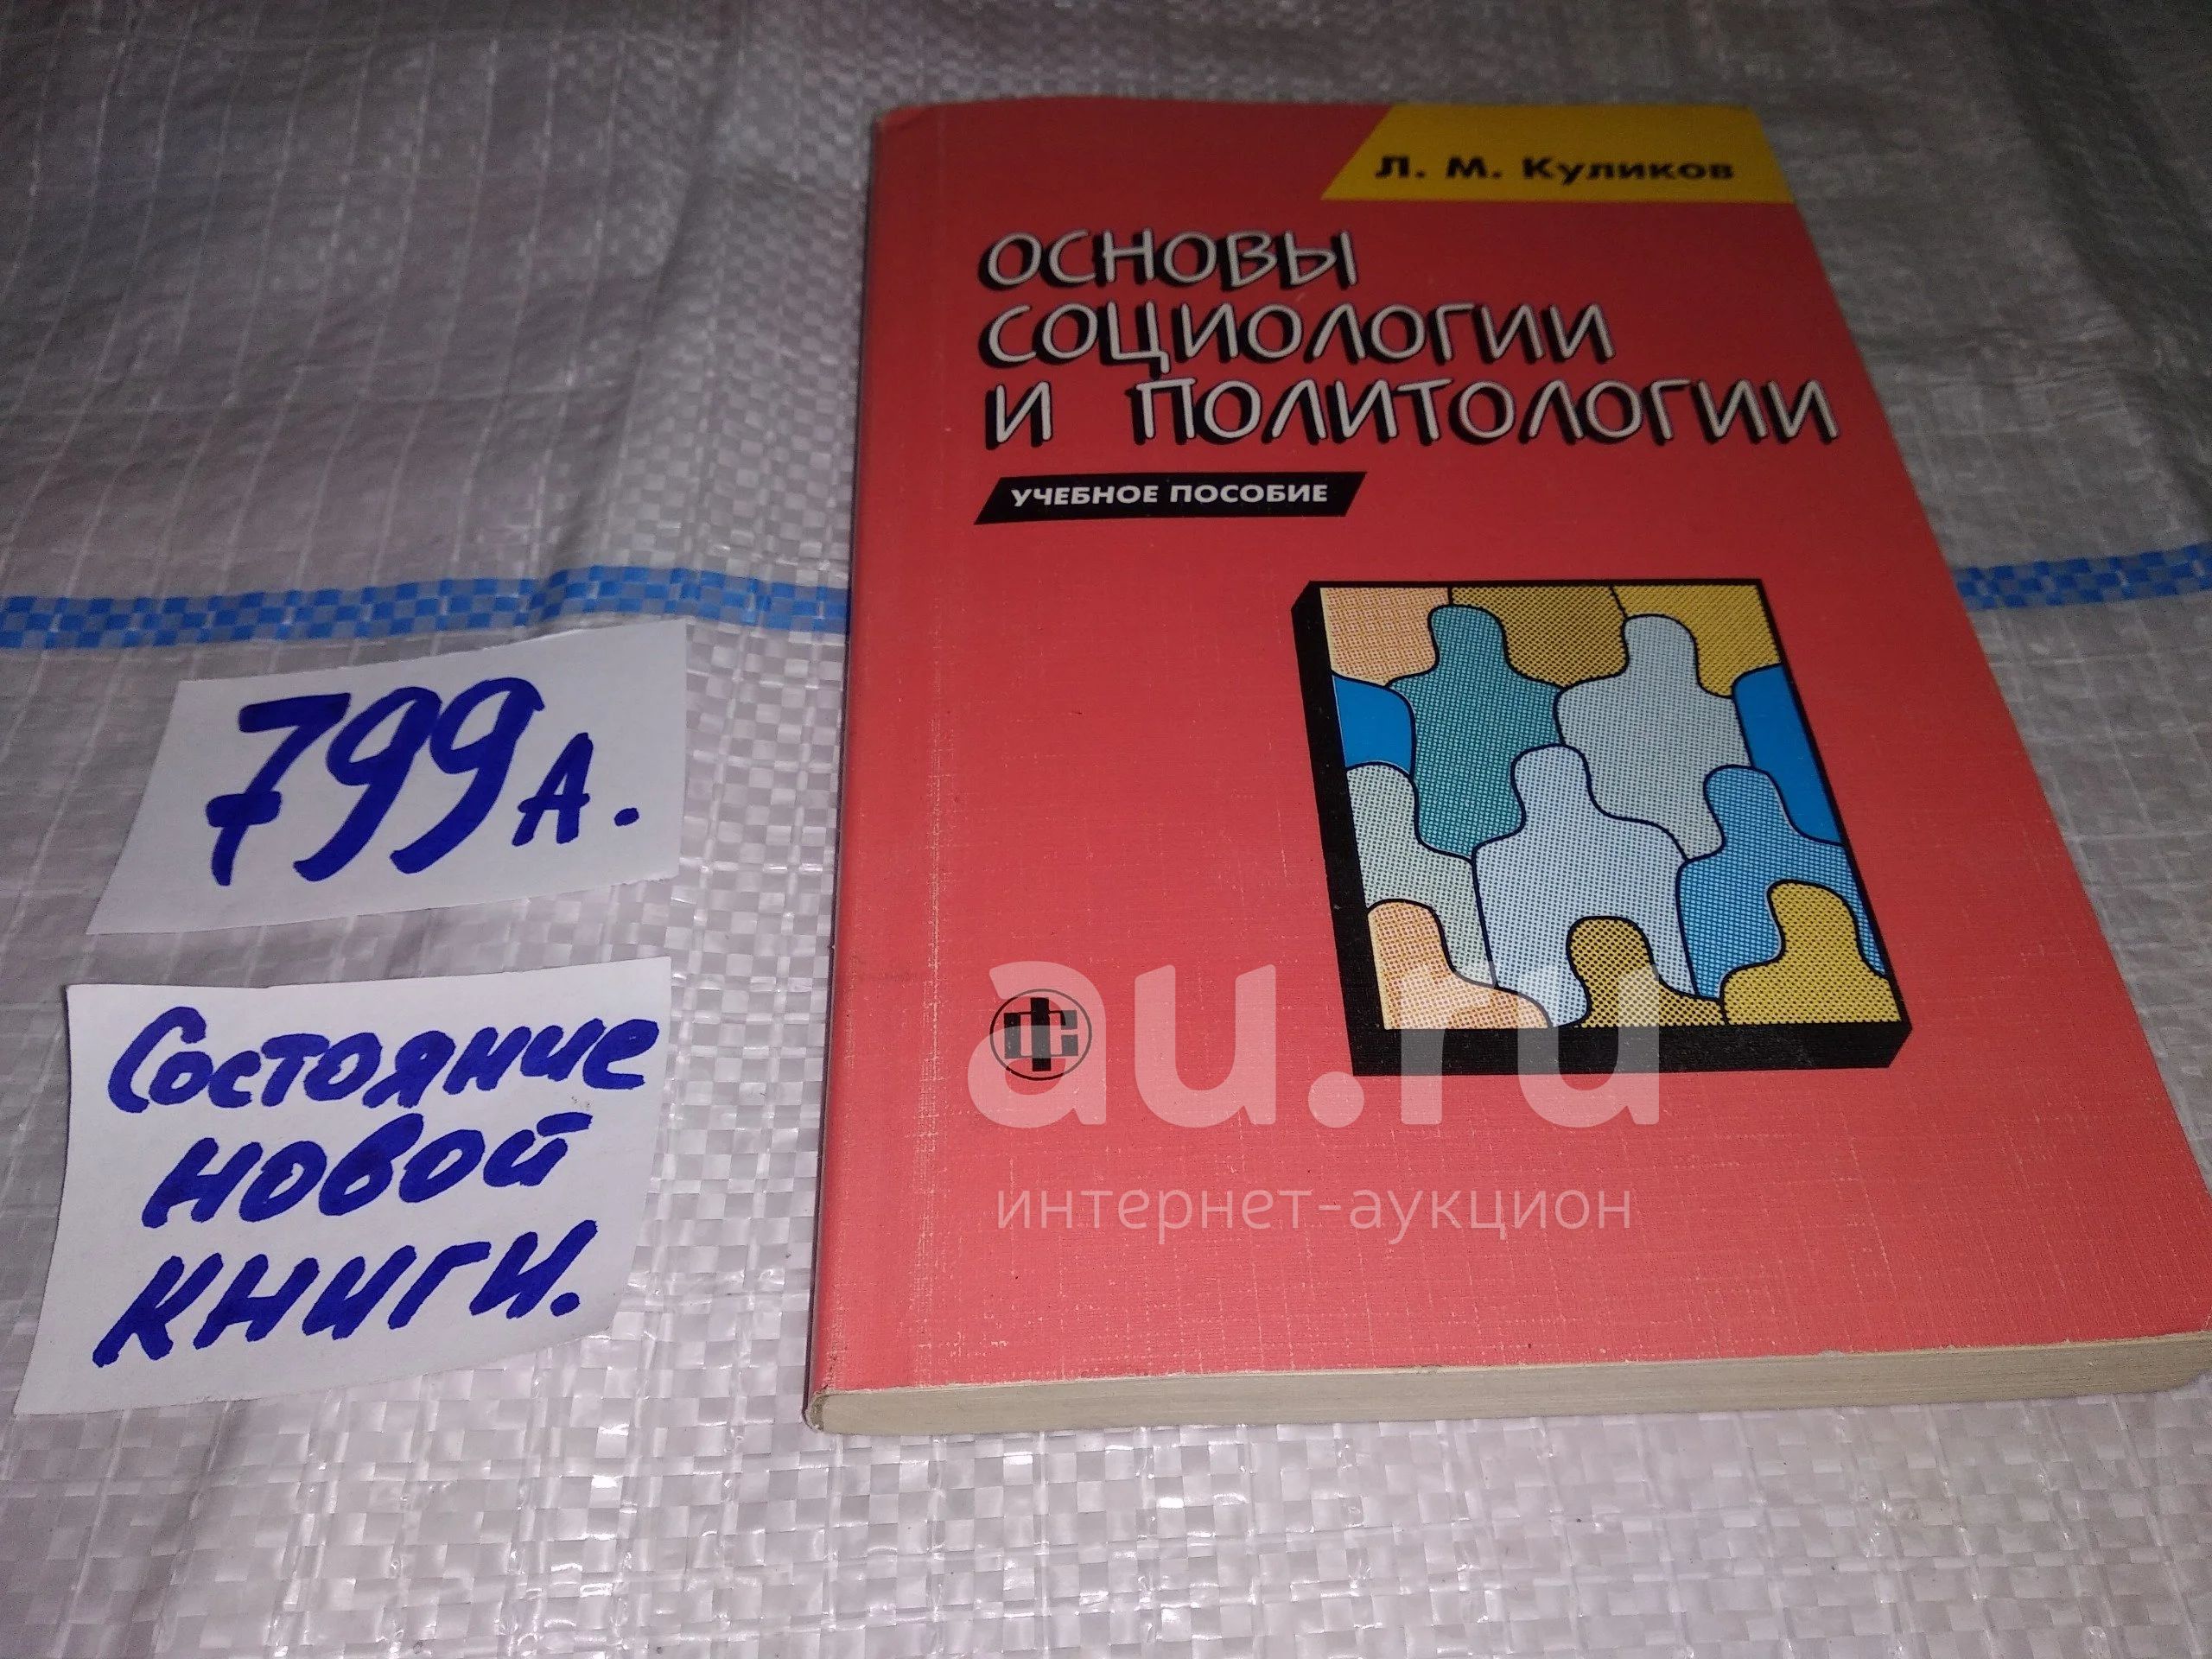 Л. М. Куликов
ОСНОВЫ
СОЦИОЛОГИИ
И ПОЛИТОЛОГИИ
УЧЕБНОЕ ПОСОБИЕ
799А.
Состояние
новой
книги.
au.ru
интернет-аукцион